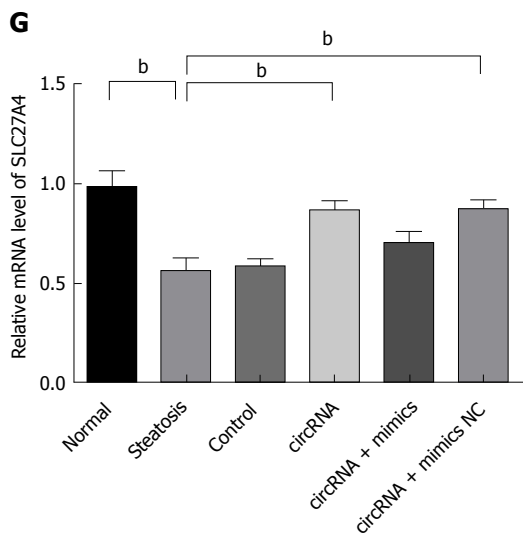 G
b
b
b
Relative mRNA level of SLC27A4
1.5
1.0
0.5
0.0
Normal
Steatosis
Control
circRNA
circRNA + mimics
circRNA + mimics NC